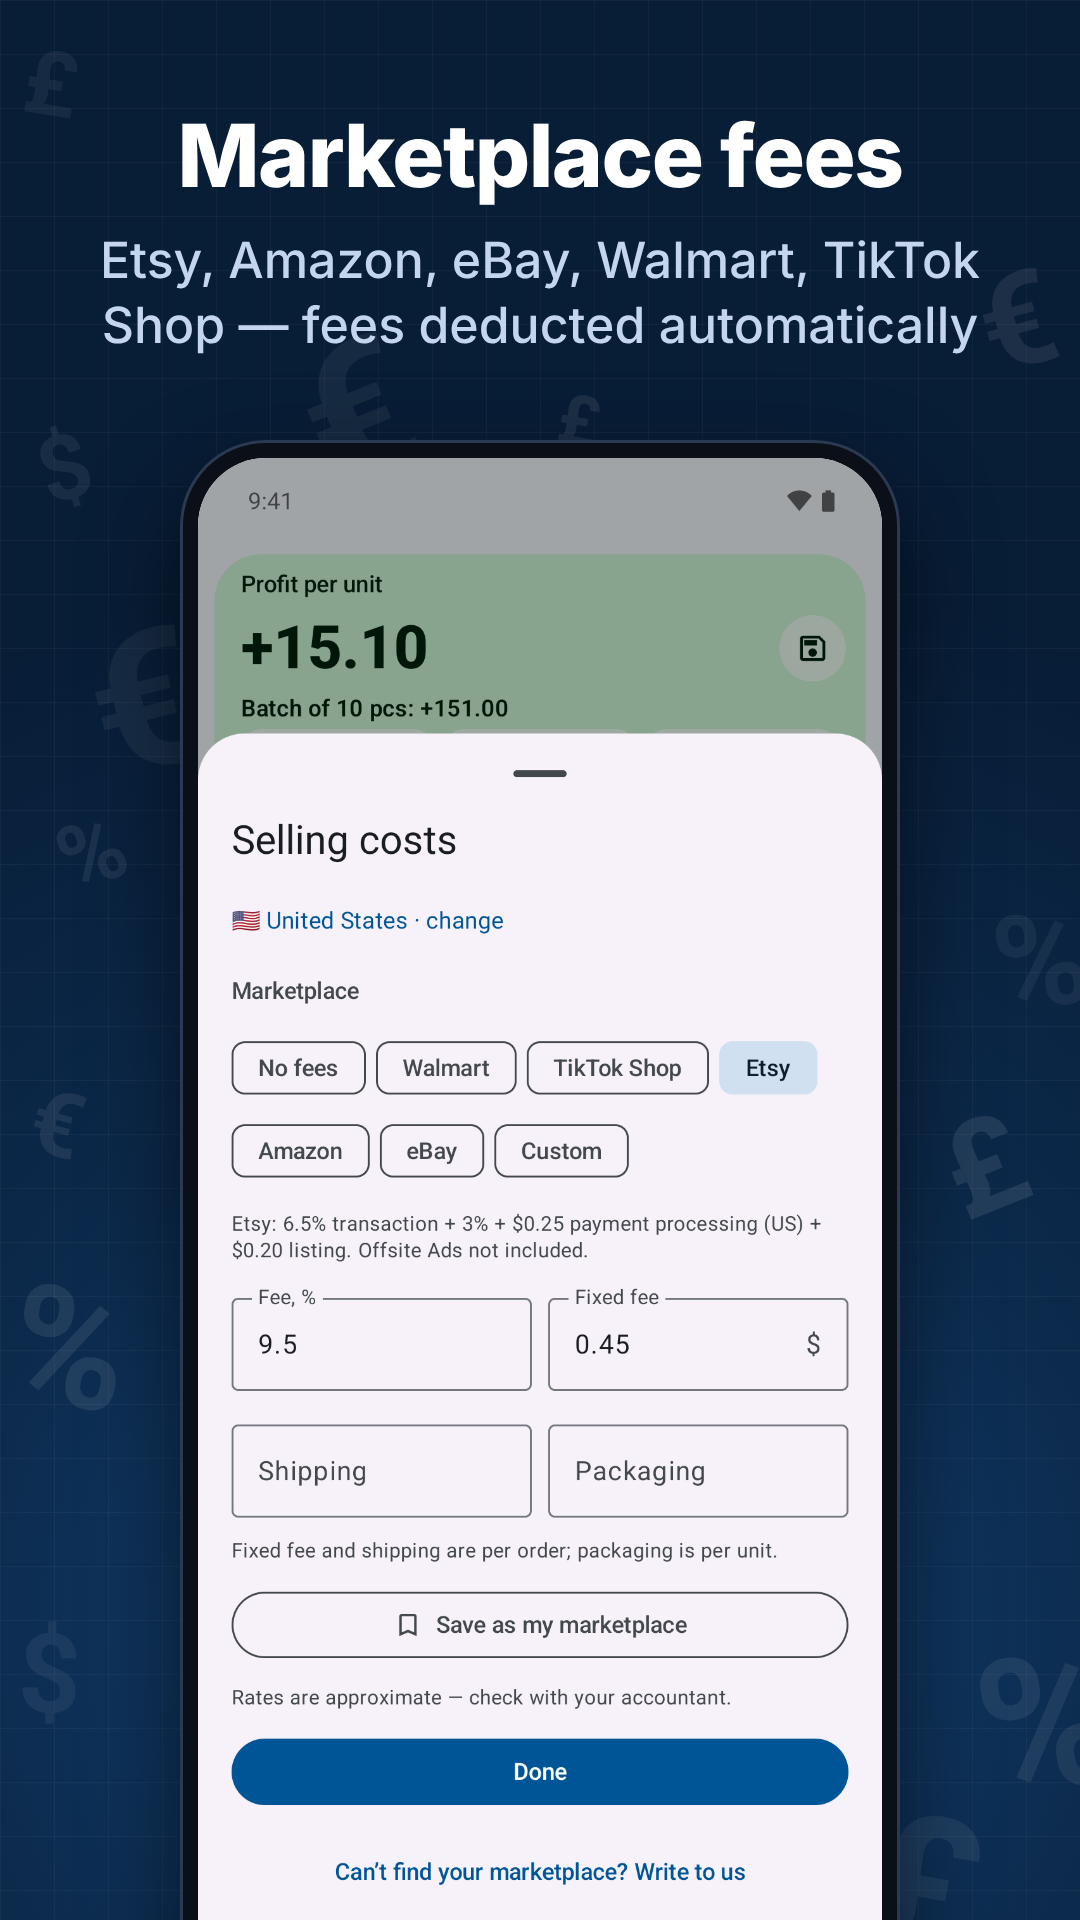 Marketplace fees
Etsy, Amazon, eBay, Walmart, TikTok
Shop — fees deducted automatically
9:41
Profit per unit
+15.10
Batch of 10 pcs: +151.00
Selling costs
🇺🇸 United States · change
Marketplace
No fees Walmart TikTok Shop Etsy
Amazon eBay Custom
Etsy: 6.5% transaction + 3% + $0.25 payment processing (US) +
$0.20 listing. Offsite Ads not included.
Fee, % Fixed fee
9.5 0.45 $
Shipping Packaging
Fixed fee and shipping are per order; packaging is per unit.
Save as my marketplace
Rates are approximate — check with your accountant.
Done
Can’t find your marketplace? Write to us